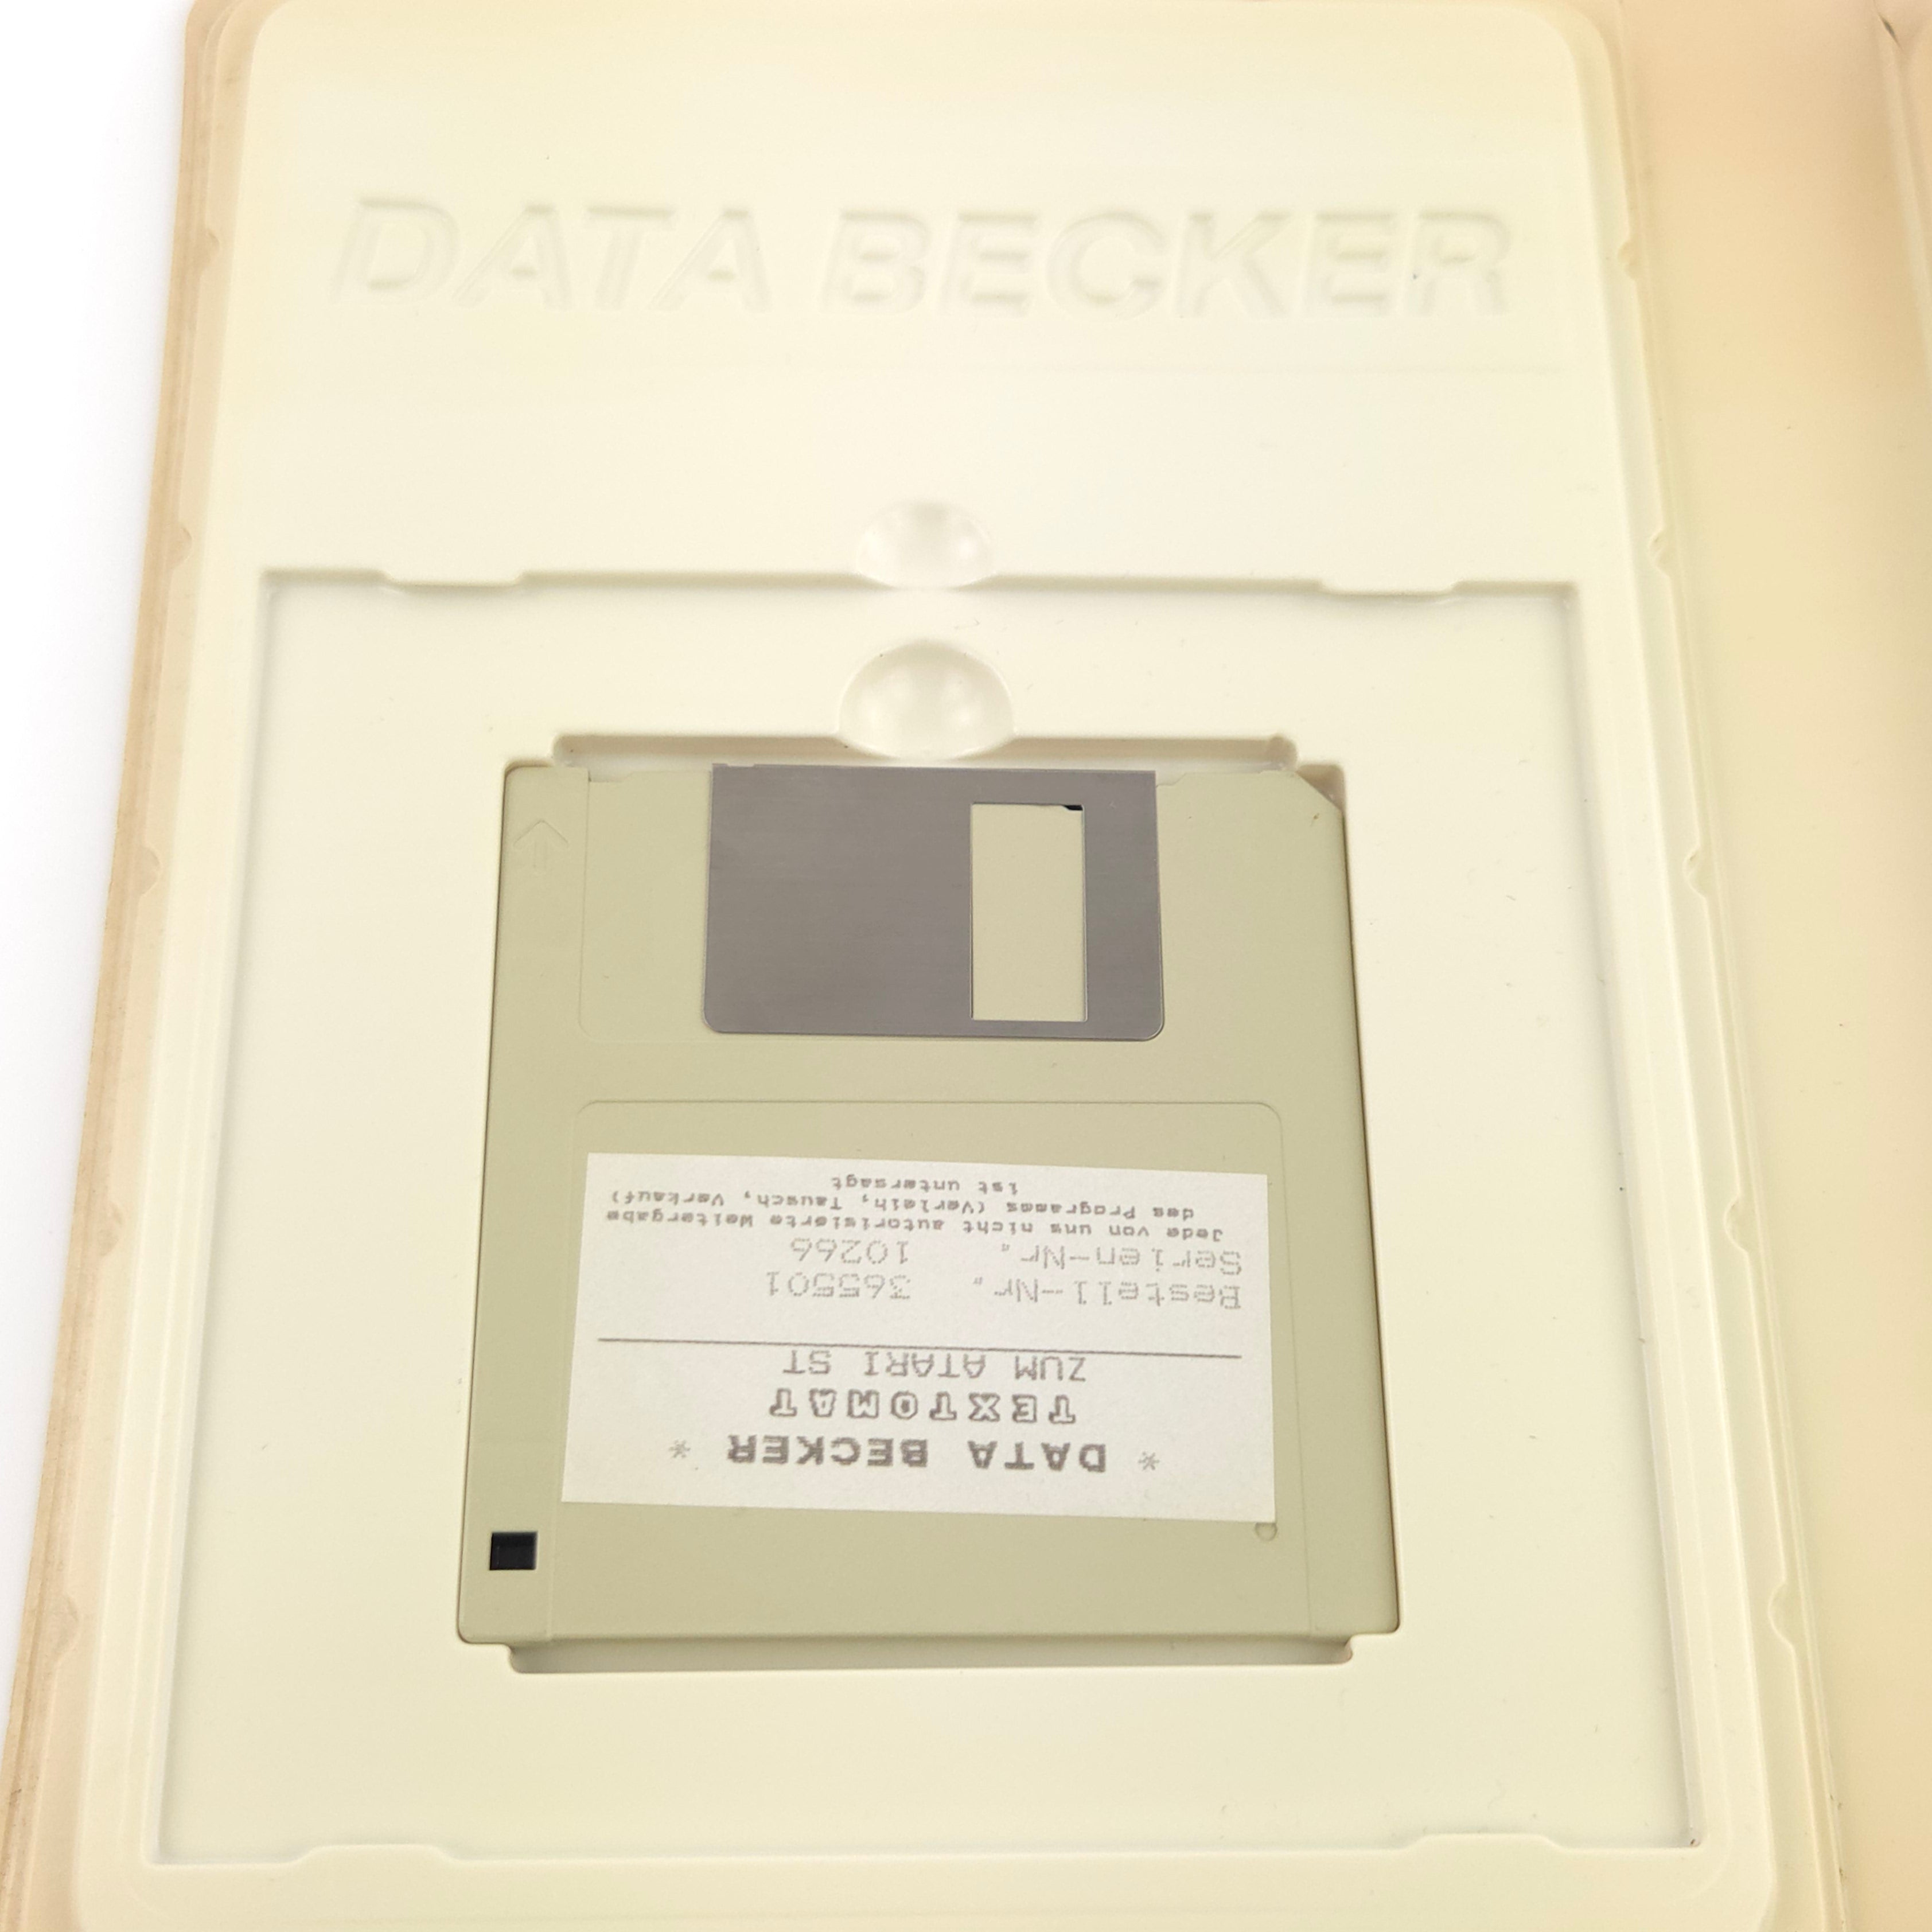 DATA BECKER
* DATA BECKER *
TEXTOMAT
ZUM ATARI ST
Bestell-Nr. 365501
Serien-Nr. 10266
Jede von uns nicht autorisierte Weitergabe
des Programms (Verleih, Tausch, Verkauf)
ist untersagt